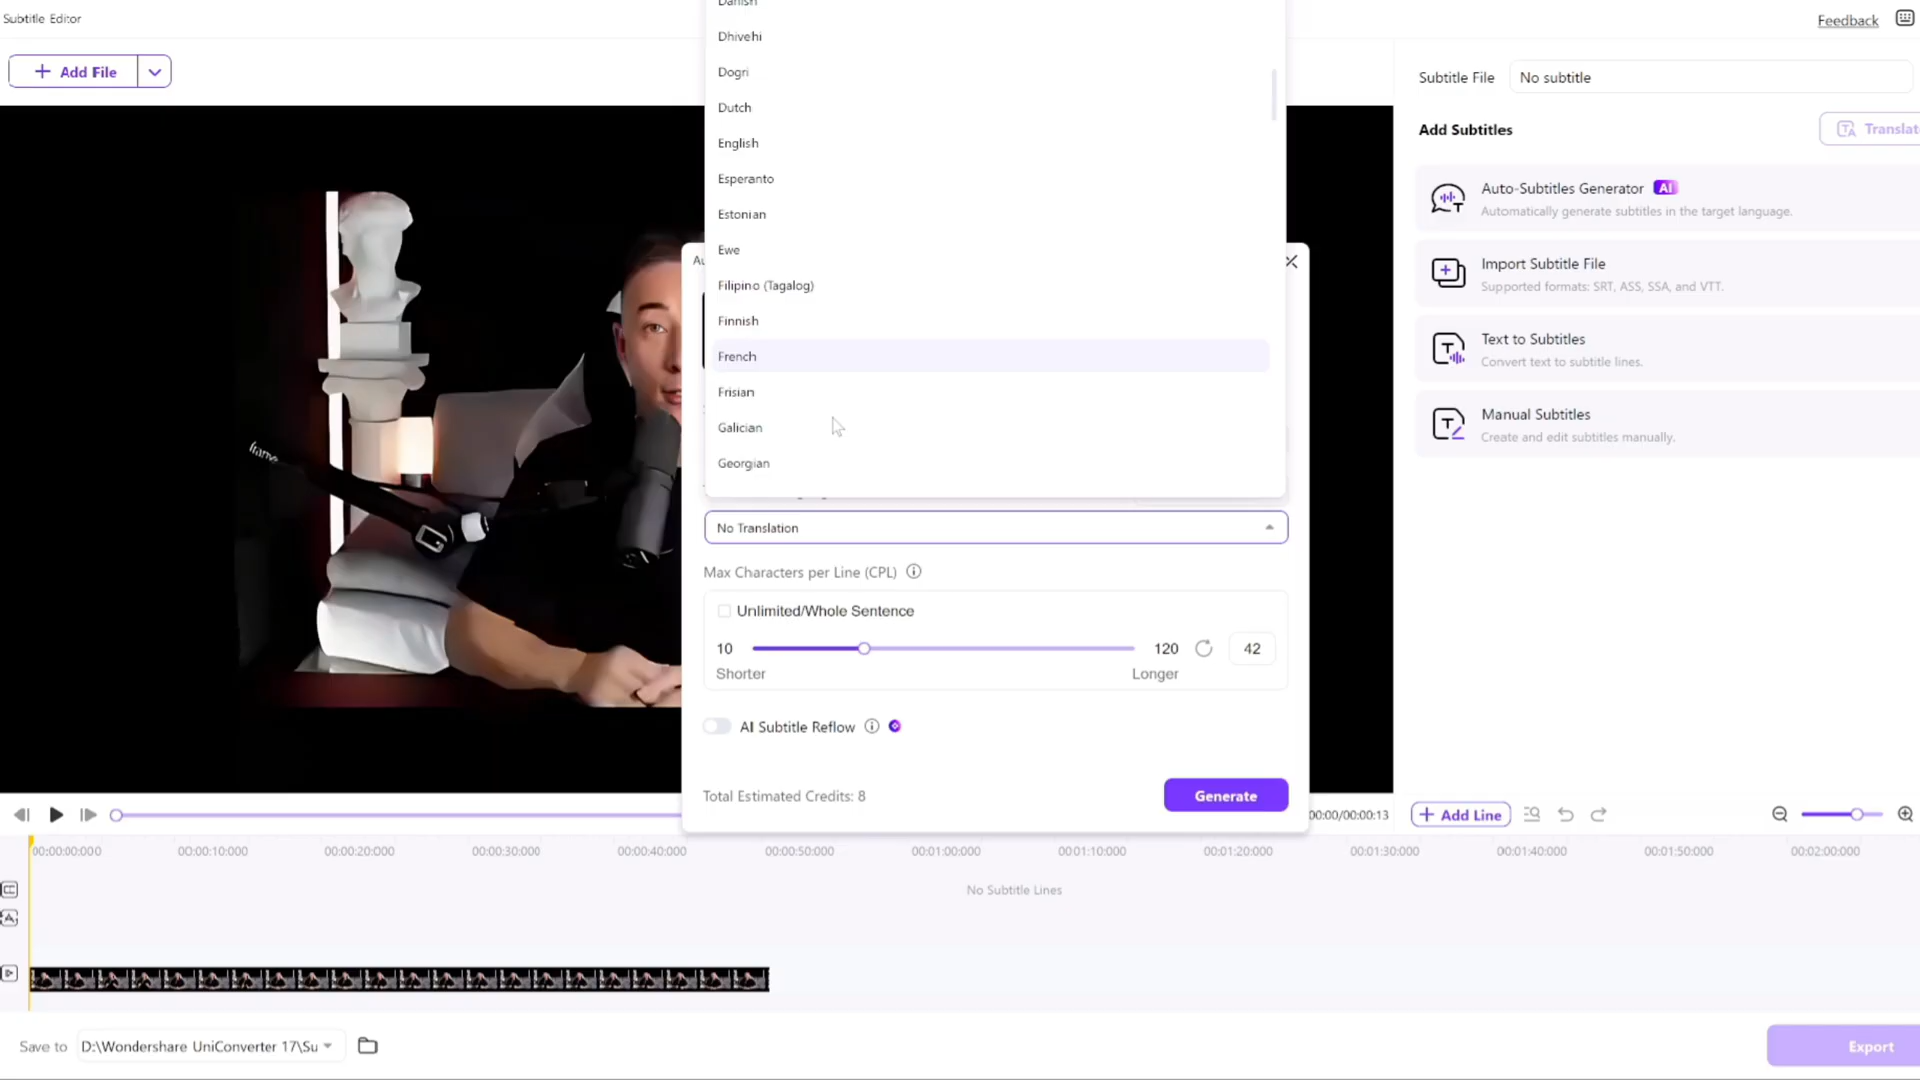 Subtitle Editor
Feedback
Add File
Subtitle File
No subtitle
Add Subtitles
Auto-Subtitles Generator AI
Automatically generate subtitles in the target language.
Import Subtitle File
Supported formats: SRT, ASS, SSA, and VTT.
Text to Subtitles
Convert text to subtitle lines.
Manual Subtitles
Create and edit subtitles manually.
Danish
Dhivehi
Dogri
Dutch
English
Esperanto
Estonian
Ewe
Filipino (Tagalog)
Finnish
French
Frisian
Galician
Georgian
frame
No Translation
Max Characters per Line (CPL)
Unlimited/Whole Sentence
10
120
42
Shorter
Longer
AI Subtitle Reflow
Total Estimated Credits: 8
Generate
00:00/00:00:13
Add Line
00:00:00:000
00:00:10:000
00:00:20:000
00:00:30:000
00:00:40:000
00:00:50:000
00:01:00:000
00:01:10:000
00:01:20:000
00:01:30:000
00:01:40:000
00:01:50:000
00:02:00:000
No Subtitle Lines
Save to
D:\Wondershare UniConverter 17\Su
Export